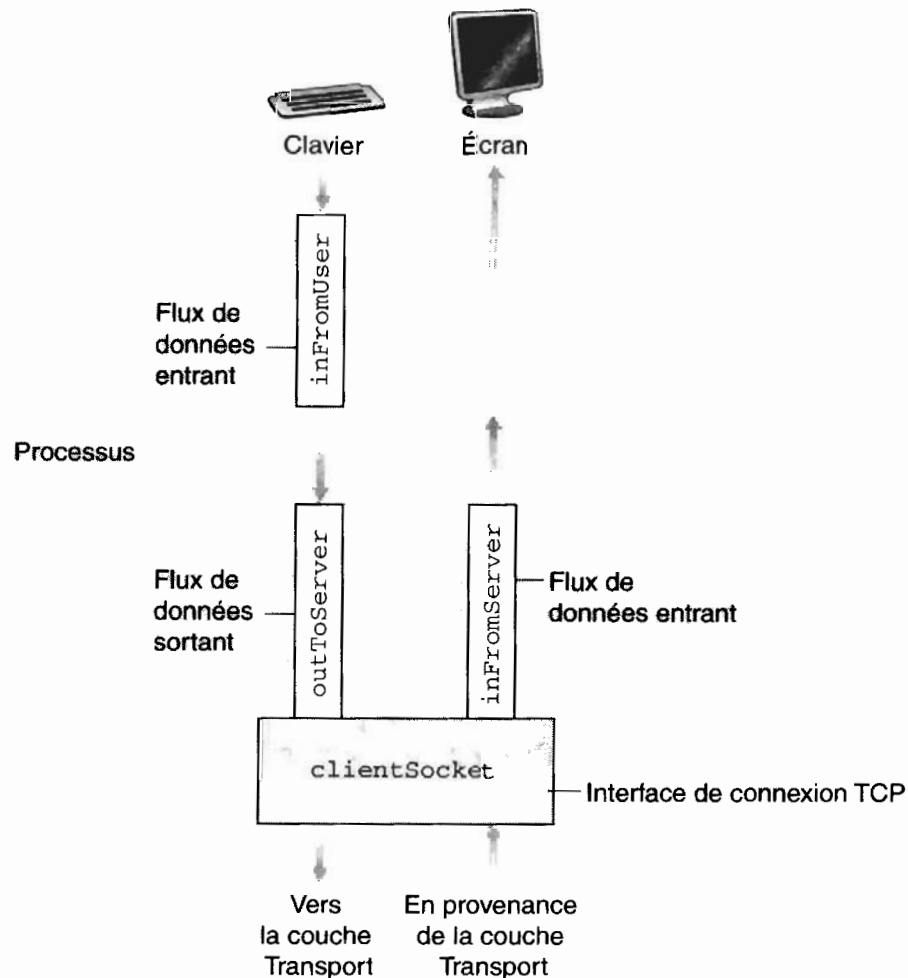 Clavier
Écran
inFromUser
Flux de
données
entrant
Processus
Flux de
données
sortant
outToServer
inFromServer
Flux de
données entrant
clientSocket
Interface de connexion TCP
Vers
la couche
Transport
En provenance
de la couche
Transport